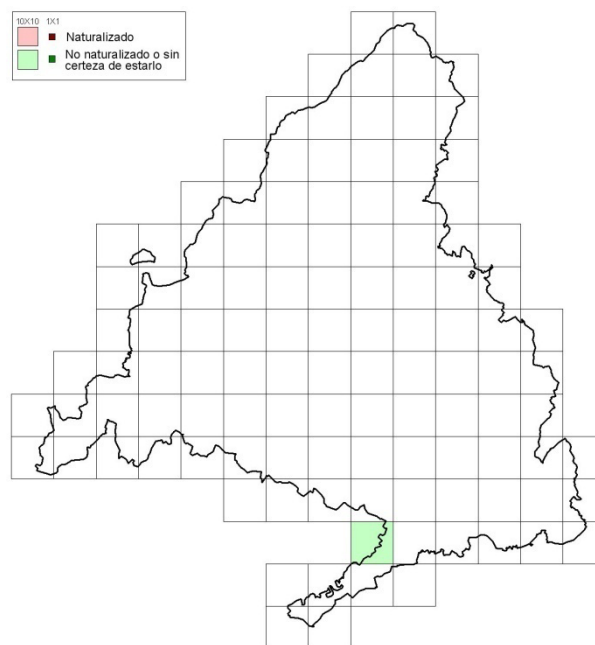 10X10 1X1
Naturalizado
No naturalizado o sin
certeza de estarlo